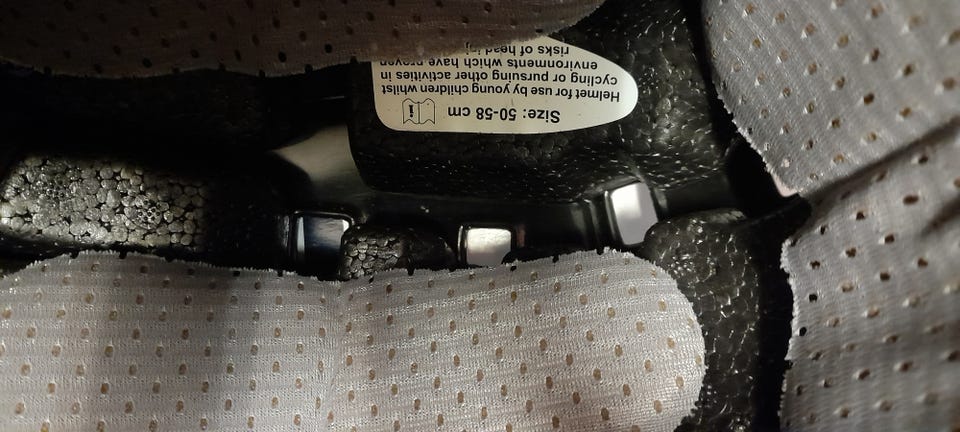 Size: 50-58 cm
Helmet for use by young children whilst
cycling or pursuing other activities in
environments which have proven
risks of head inj